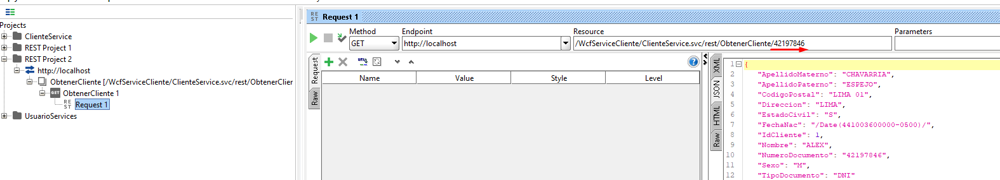 Projects
ClienteService
REST Project 1
REST Project 2
http://localhost
ObtenerCliente [/WcfServiceCliente/ClienteService.svc/rest/ObtenerClien
GET ObtenerCliente 1
REST Request 1
UsuarioServices
REST Request 1
Method Endpoint Resource Parameters
GET http://localhost /WcfServiceCliente/ClienteService.svc/rest/ObtenerCliente/42197846
Request
Raw
Name Value Style Level
XML
JSON
HTML
Raw
1 {
2 "ApellidoMaterno": "CHAVARRIA",
3 "ApellidoPaterno": "ESPEJO",
4 "CodigoPostal": "LIMA 01",
5 "Direccion": "LIMA",
6 "EstadoCivil": "S",
7 "FechaNac": "/Date(441003600000-0500)/",
8 "IdCliente": 1,
9 "Nombre": "ALEX",
10 "NumeroDocumento": "42197846",
11 "Sexo": "M",
12 "TipoDocumento": "DNI"